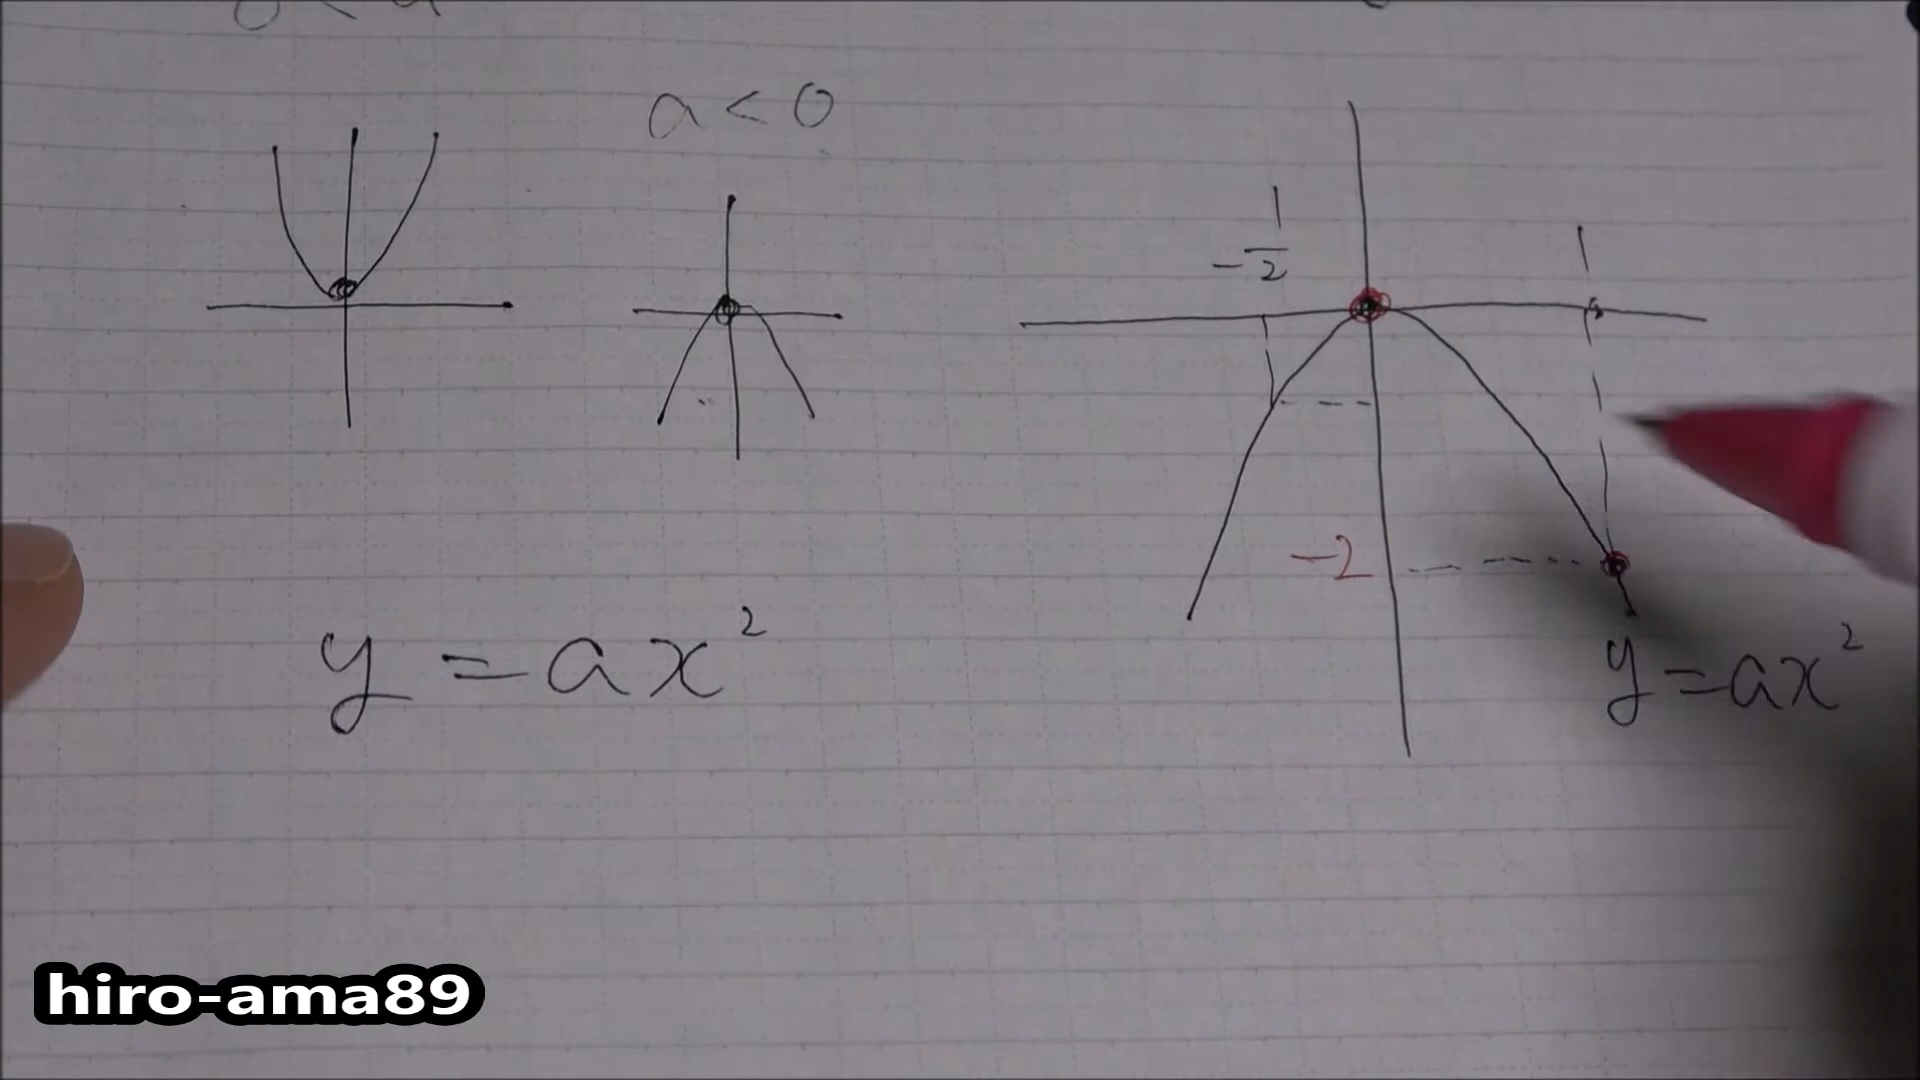 a < 0
-1/2
1
-2
y = ax²
y = ax²
hiro-ama89